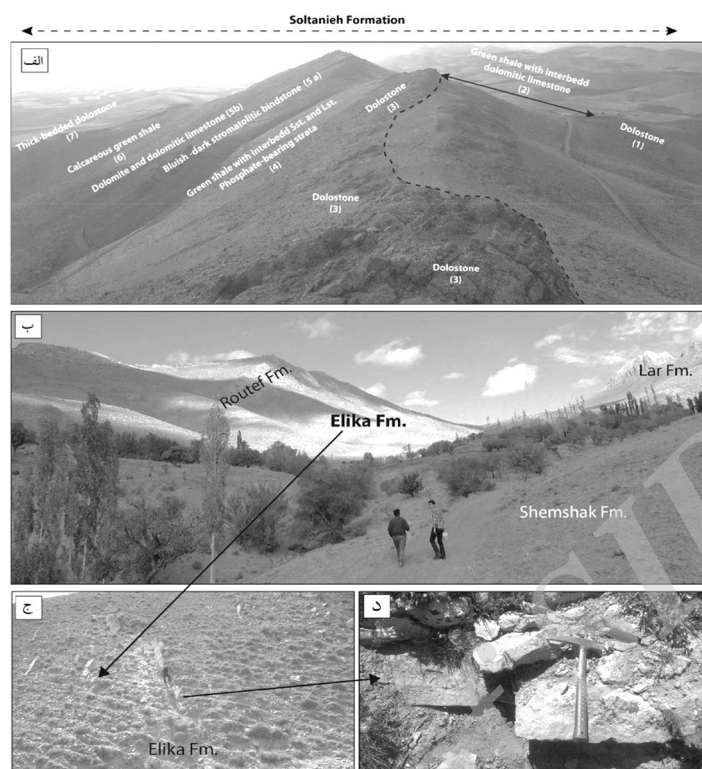 Soltanieh Formation
الف
Green shale with interbedd
dolomitic limestone
(2)
Dolostone
(1)
Dolostone
(3)
Bluish -dark stromatolitic bindstone (5 a)
Dolomite and dolomitic limestone (5b)
Calcareous green shale
(6)
Thick-bedded dolostone
(7)
Green shale with interbedd Sst. and Lst.
Phosphate-bearing strata
(4)
Dolostone
(3)
Dolostone
(3)
ب
Routef Fm.
Elika Fm.
Lar Fm.
Shemshak Fm.
ج
Elika Fm.
د